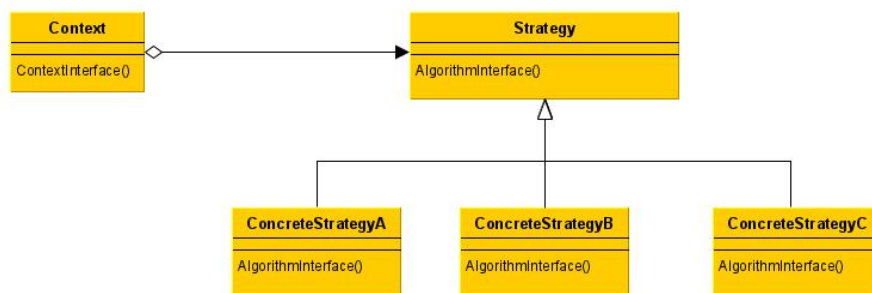 Context
ContextInterface()
Strategy
AlgorithmInterface()
ConcreteStrategyA
AlgorithmInterface()
ConcreteStrategyB
AlgorithmInterface()
ConcreteStrategyC
AlgorithmInterface()